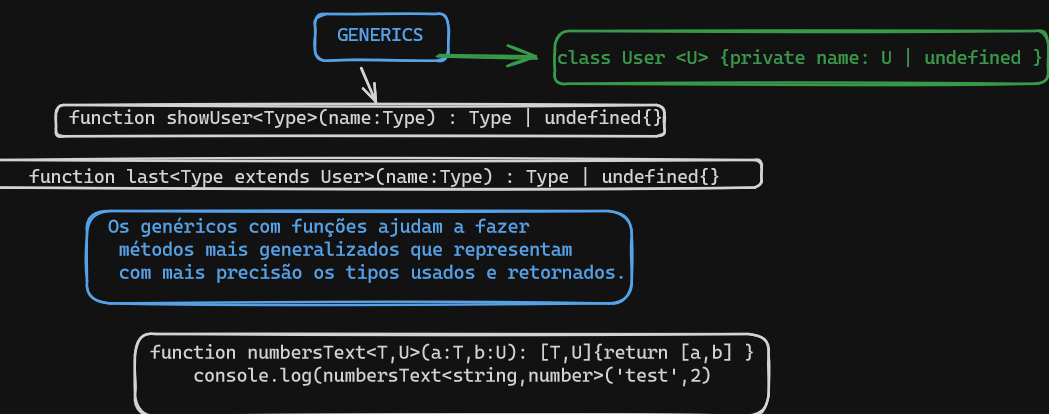 GENERICS
class User <U> {private name: U | undefined }
function showUser<Type>(name:Type) : Type | undefined{}
function last<Type extends User>(name:Type) : Type | undefined{}
Os genéricos com funções ajudam a fazer
métodos mais generalizados que representam
com mais precisão os tipos usados e retornados.
function numbersText<T,U>(a:T,b:U): [T,U]{return [a,b] }
console.log(numbersText<string,number>('test',2)